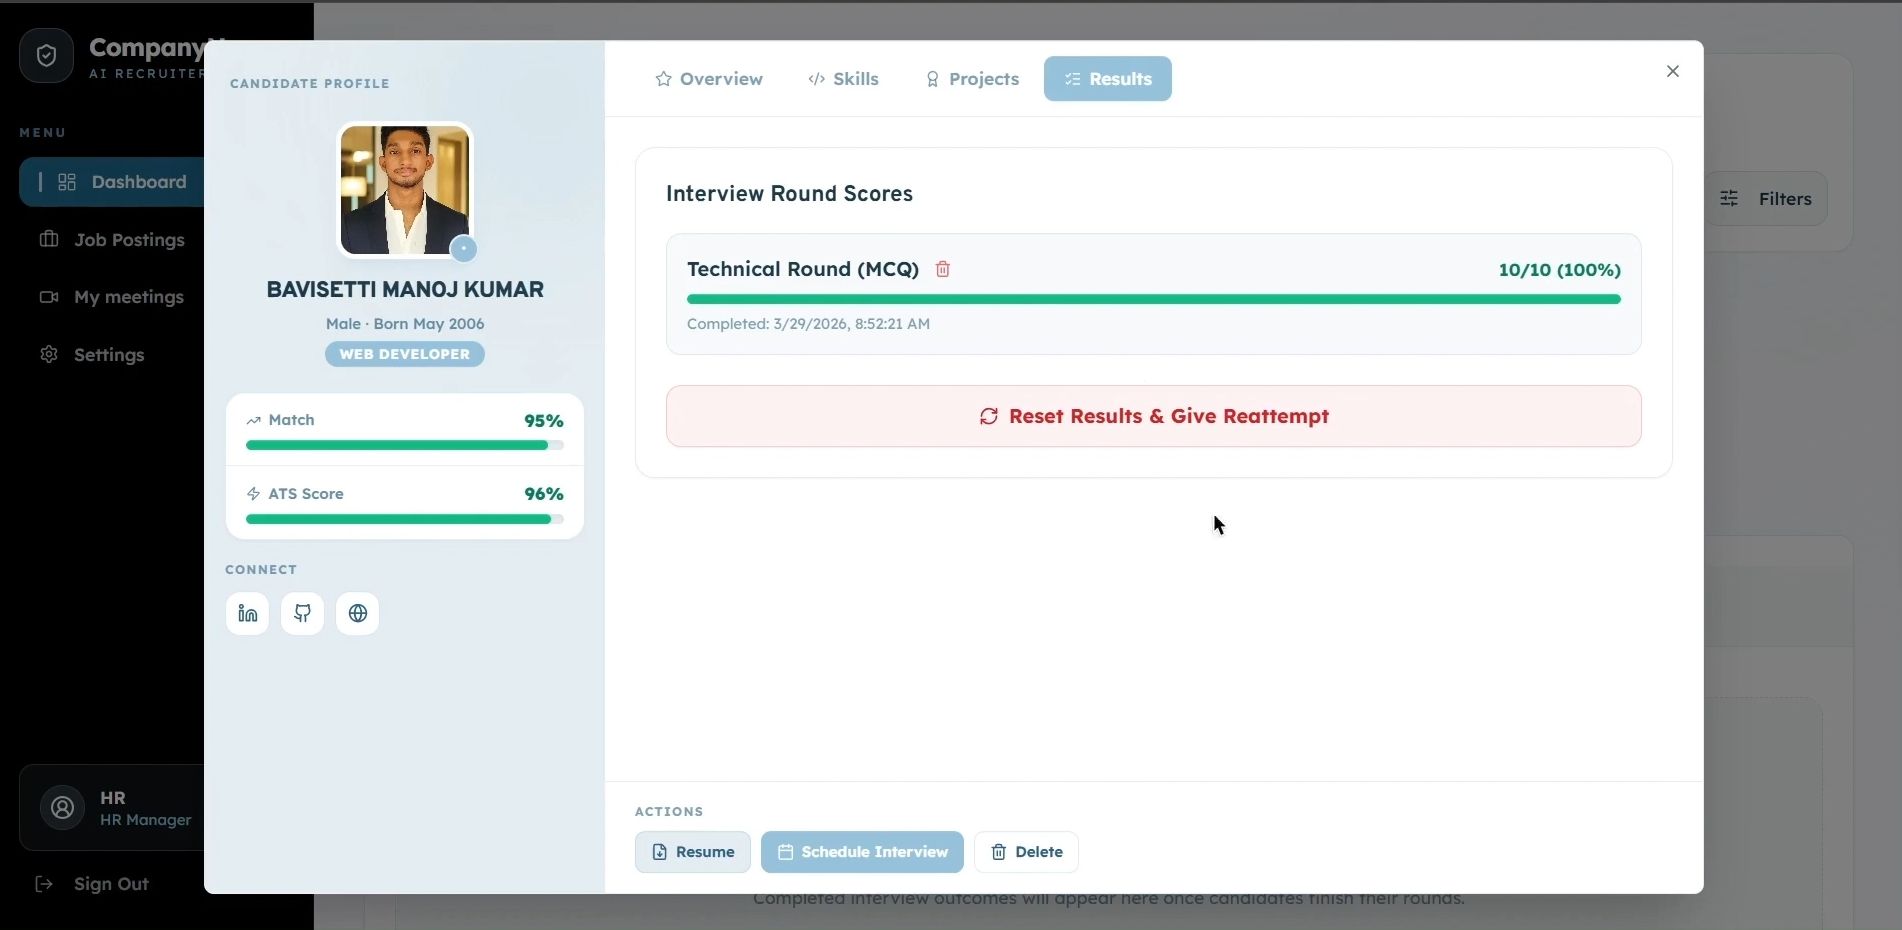 CompanyN
AI RECRUITER
MENU
Dashboard
Job Postings
My meetings
Settings
HR
HR Manager
Sign Out
CANDIDATE PROFILE
BAVISETTI MANOJ KUMAR
Male · Born May 2006
WEB DEVELOPER
Match 95%
ATS Score 96%
CONNECT
Overview Skills Projects Results
Interview Round Scores
Technical Round (MCQ) 10/10 (100%)
Completed: 3/29/2026, 8:52:21 AM
Reset Results & Give Reattempt
ACTIONS
Resume Schedule Interview Delete
Filters
Completed interview outcomes will appear here once candidates finish their rounds.